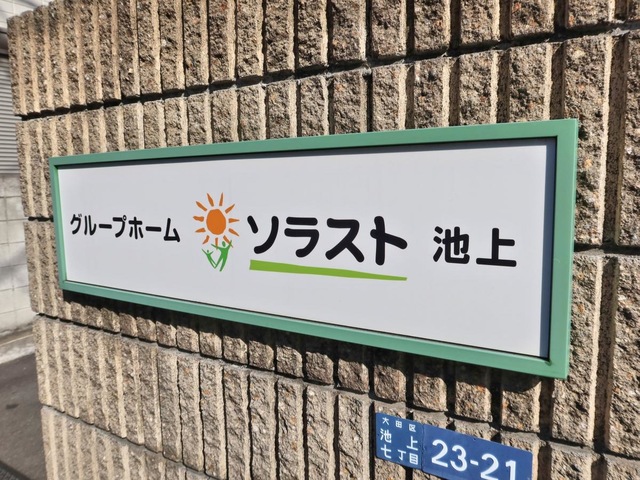 グループホーム ソラスト 池上
大田区
池上
七丁目
23-21